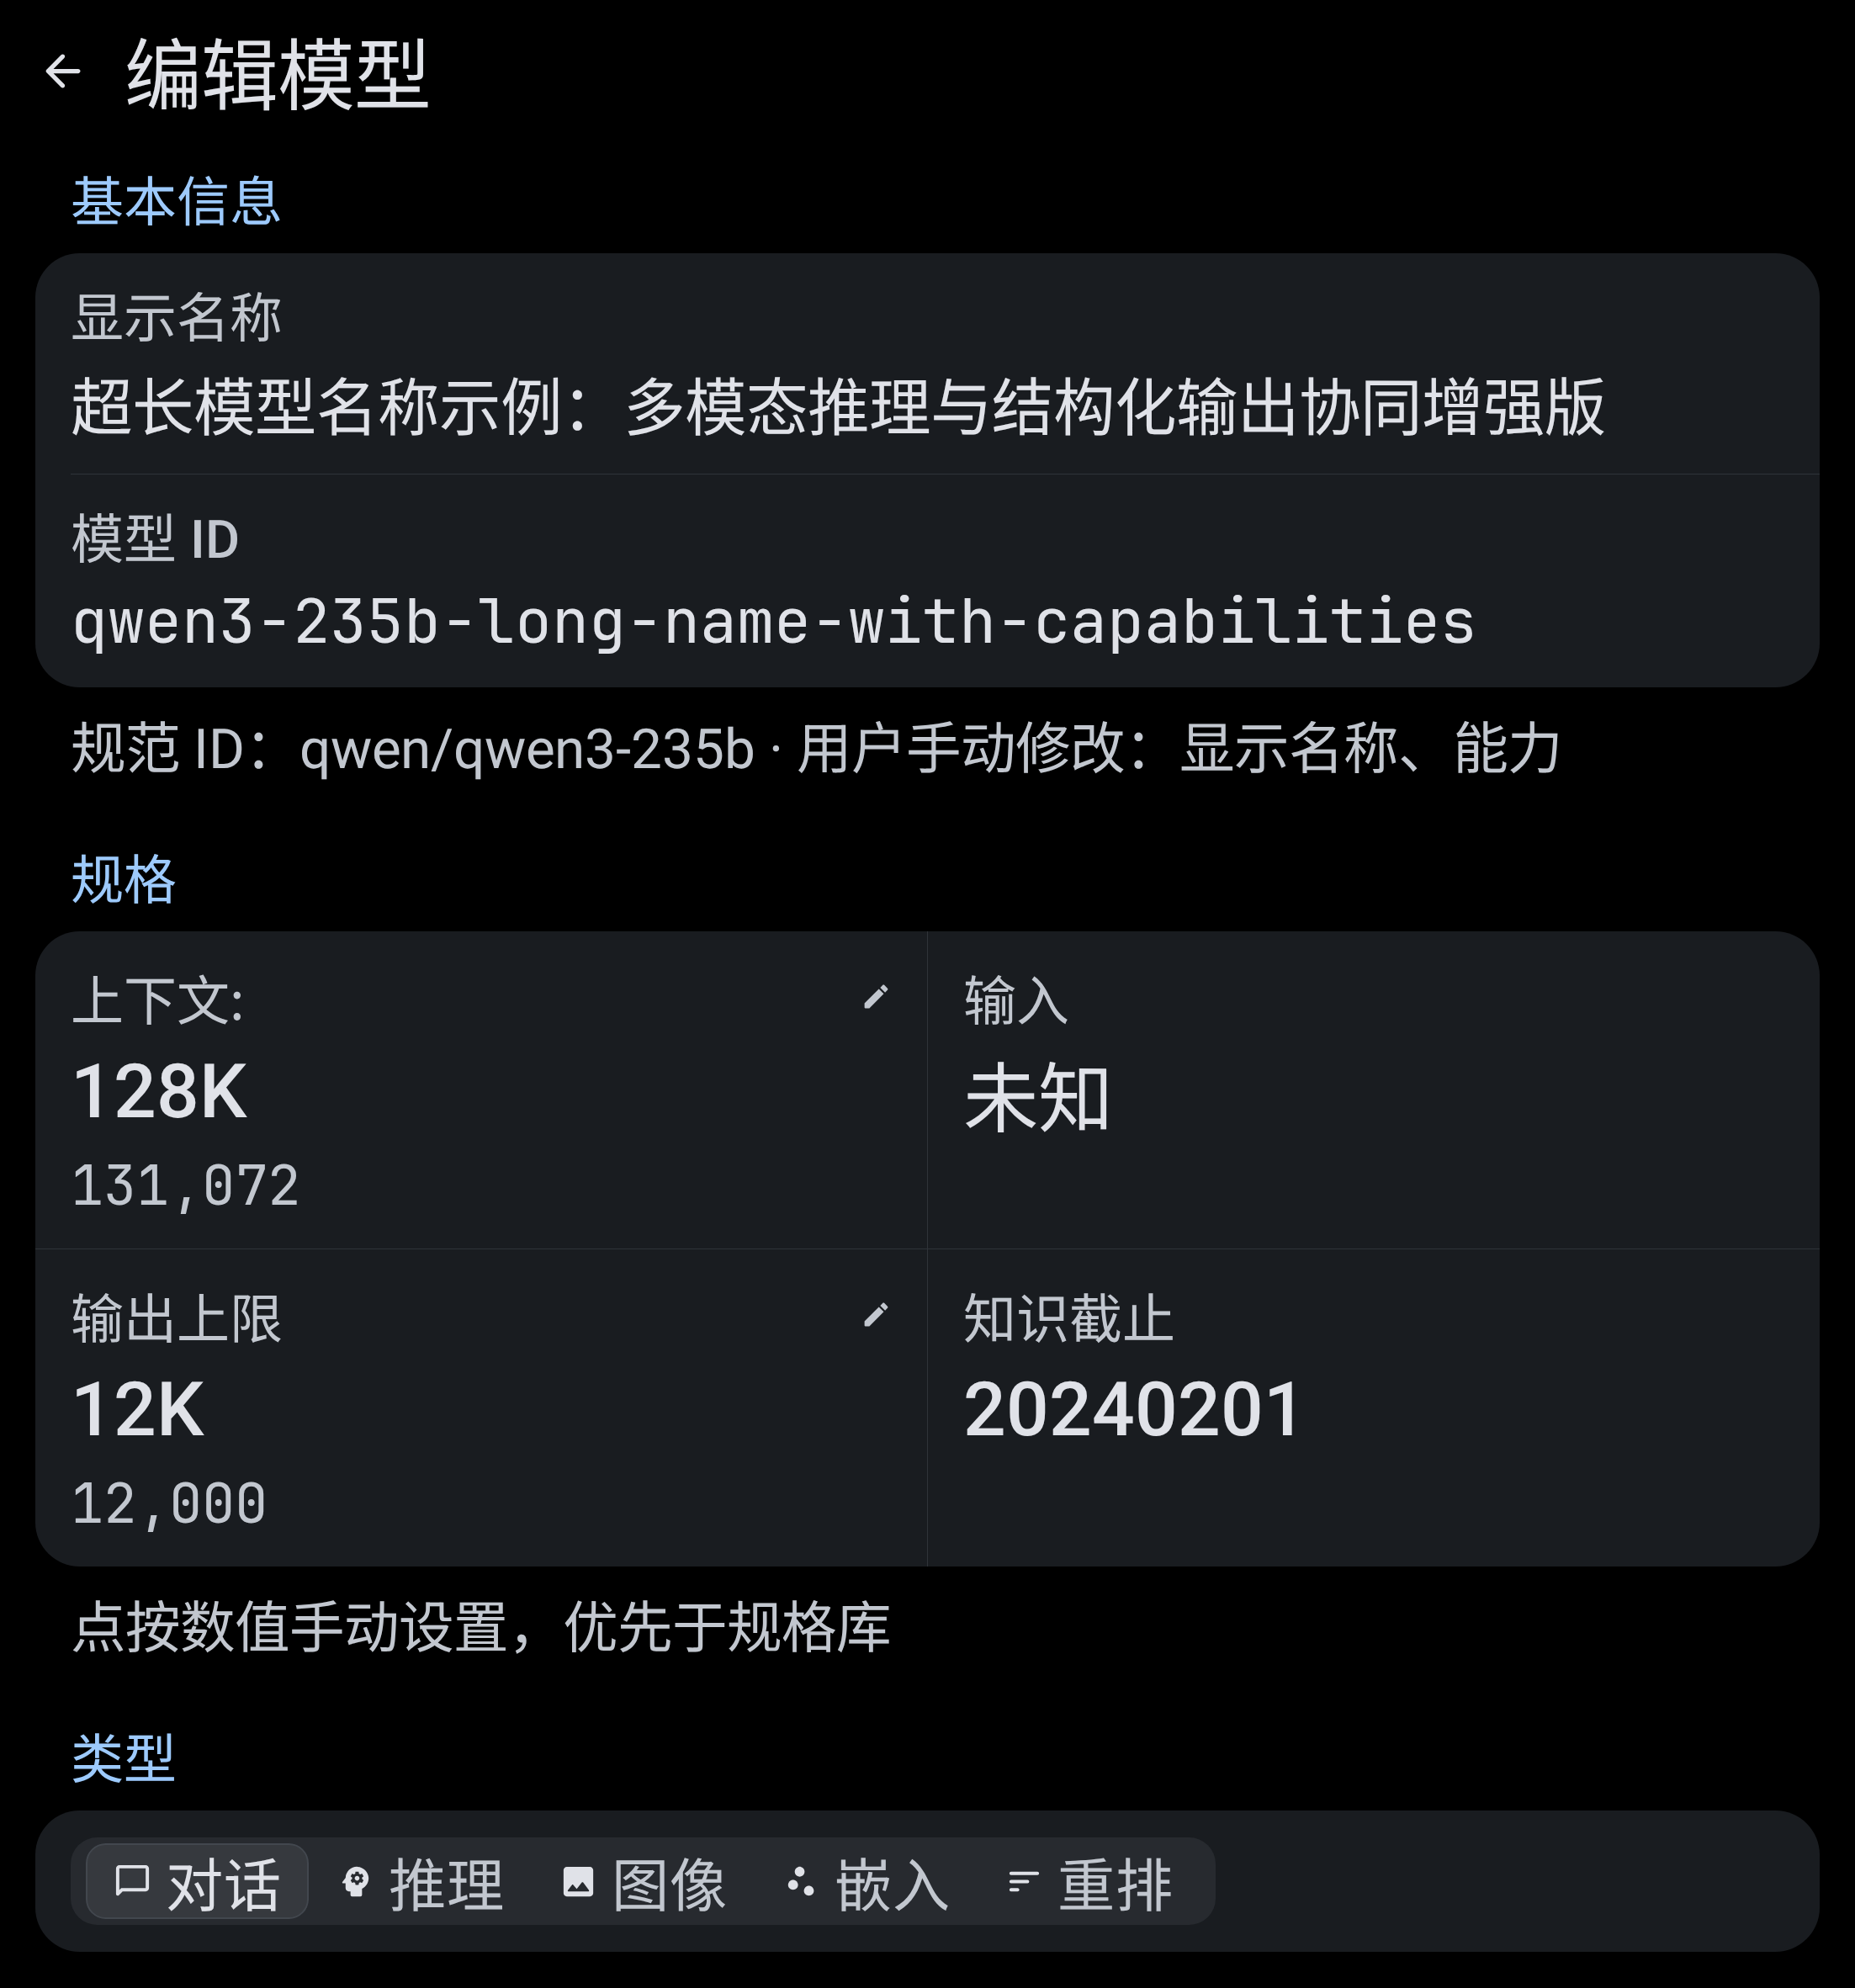 编辑模型
基本信息
显示名称
超长模型名称示例：多模态推理与结构化输出协同增强版
模型 ID
qwen3-235b-long-name-with-capabilities
规范 ID：qwen/qwen3-235b · 用户手动修改：显示名称、能力
规格
上下文:
128K
131,072
输入
未知
输出上限
12K
12,000
知识截止
20240201
点按数值手动设置，优先于规格库
类型
对话 推理 图像 嵌入 重排